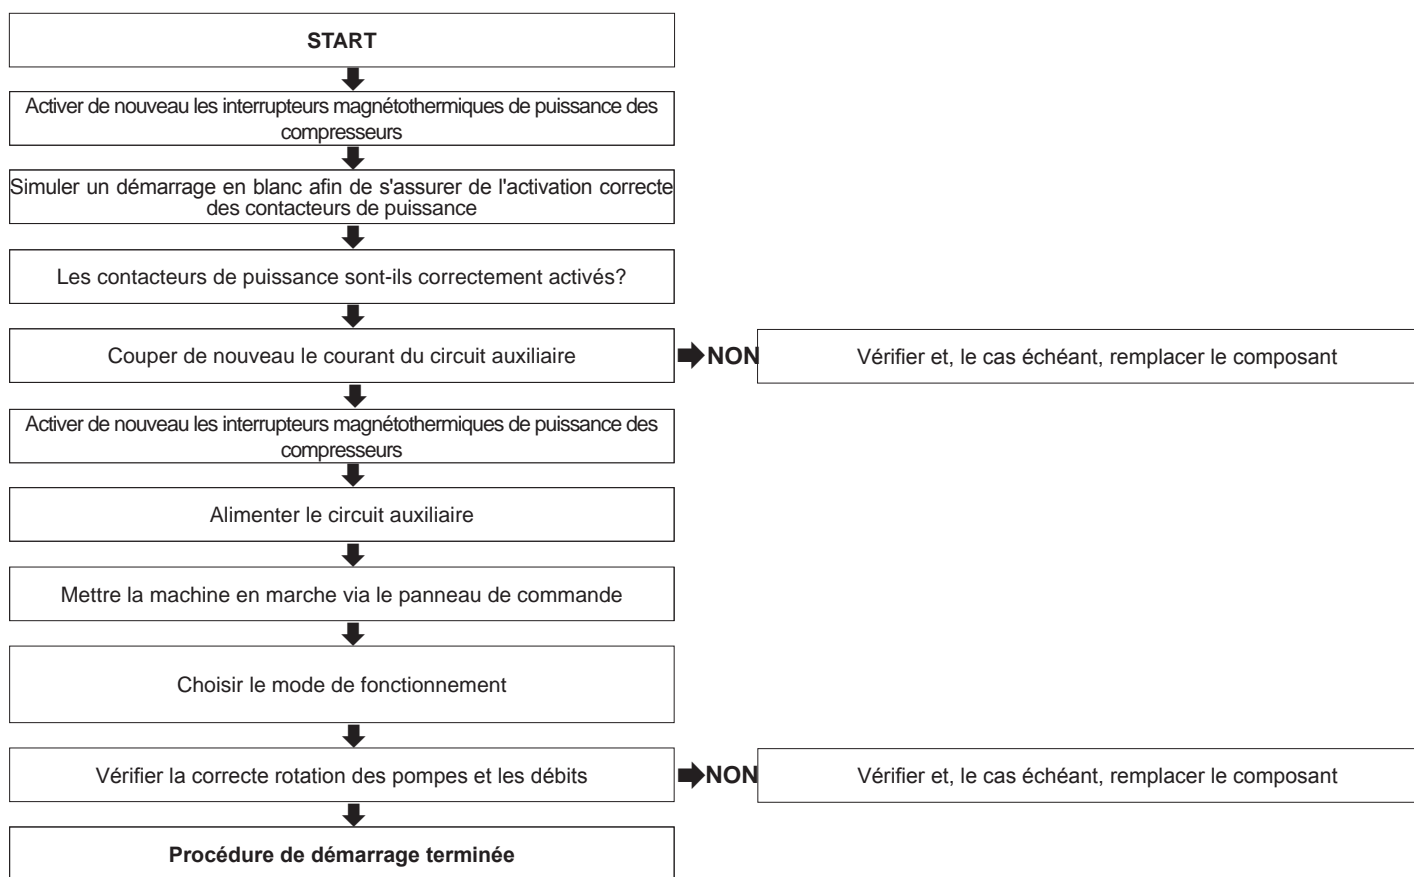 START
Activer de nouveau les interrupteurs magnétothermiques de puissance des
compresseurs
Simuler un démarrage en blanc afin de s'assurer de l'activation correcte
des contacteurs de puissance
Les contacteurs de puissance sont-ils correctement activés?
Couper de nouveau le courant du circuit auxiliaire
NON
Vérifier et, le cas échéant, remplacer le composant
Activer de nouveau les interrupteurs magnétothermiques de puissance des
compresseurs
Alimenter le circuit auxiliaire
Mettre la machine en marche via le panneau de commande
Choisir le mode de fonctionnement
Vérifier la correcte rotation des pompes et les débits
NON
Vérifier et, le cas échéant, remplacer le composant
Procédure de démarrage terminée